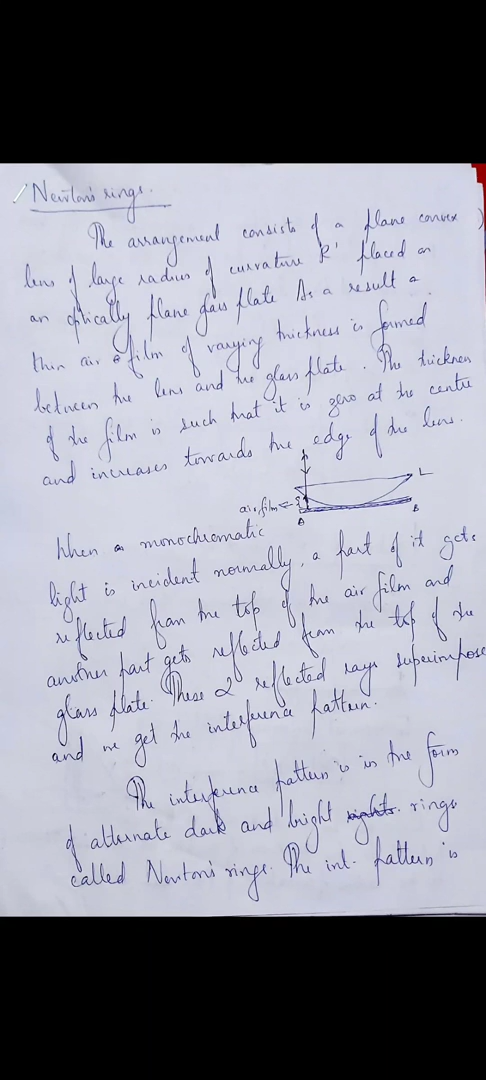 Newton's rings.
The arrangement consists of a plane convex
lens of large radius of curvature 'R' placed on
an optically plane glass plate As a result a
thin air film of varying thickness is formed
between the lens and the glass plate. The thickness
of the film is such that it is zero at the centre
and increases towards the edge of the lens.
L
air film
A
B
When a monochromatic
light is incident normally, a part of it gets
reflected from the top of the air film and
another part gets reflected from the top of the
glass plate. These 2 reflected rays superimpose
and we get the interference pattern.
The interference pattern is in the form
of alternate dark and bright rings
called Newton's rings. The int. pattern is